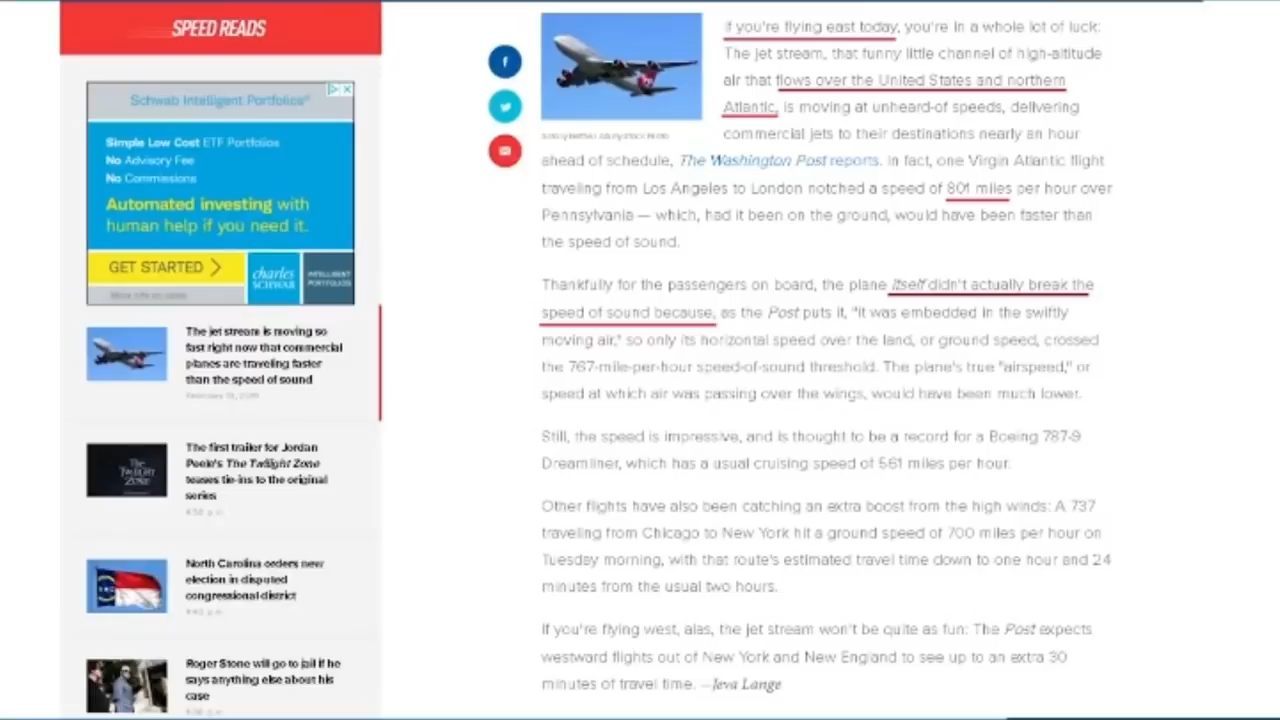 SPEED READS
Schwab Intelligent Portfolios®
Simple Low Cost ETF Portfolios
No Advisory Fee
No Commissions
Automated investing with
human help if you need it.
GET STARTED >
charles
SCHWAB
INTELLIGENT
PORTFOLIOS
The jet stream is moving so
fast right now that commercial
planes are traveling faster
than the speed of sound
The first trailer for Jordan
Peele's The Twilight Zone
teases tie-ins to the original
series
North Carolina orders new
election in disputed
congressional district
Roger Stone will go to jail if he
says anything else about his
case
If you're flying east today, you're in a whole lot of luck:
The jet stream, that funny little channel of high-altitude
air that flows over the United States and northern
Atlantic, is moving at unheard-of speeds, delivering
commercial jets to their destinations nearly an hour
ahead of schedule, The Washington Post reports. In fact, one Virgin Atlantic flight
traveling from Los Angeles to London notched a speed of 801 miles per hour over
Pennsylvania — which, had it been on the ground, would have been faster than
the speed of sound.
Thankfully for the passengers on board, the plane itself didn't actually break the
speed of sound because, as the Post puts it, "it was embedded in the swiftly
moving air," so only its horizontal speed over the land, or ground speed, crossed
the 767-mile-per-hour speed-of-sound threshold. The plane's true "airspeed," or
speed at which air was passing over the wings, would have been much lower.
Still, the speed is impressive, and is thought to be a record for a Boeing 787-9
Dreamliner, which has a usual cruising speed of 561 miles per hour.
Other flights have also been catching an extra boost from the high winds: A 737
traveling from Chicago to New York hit a ground speed of 700 miles per hour on
Tuesday morning, with that route's estimated travel time down to one hour and 24
minutes from the usual two hours.
If you're flying west, alas, the jet stream won't be quite as fun: The Post expects
westward flights out of New York and New England to see up to an extra 30
minutes of travel time. —Jeva Lange